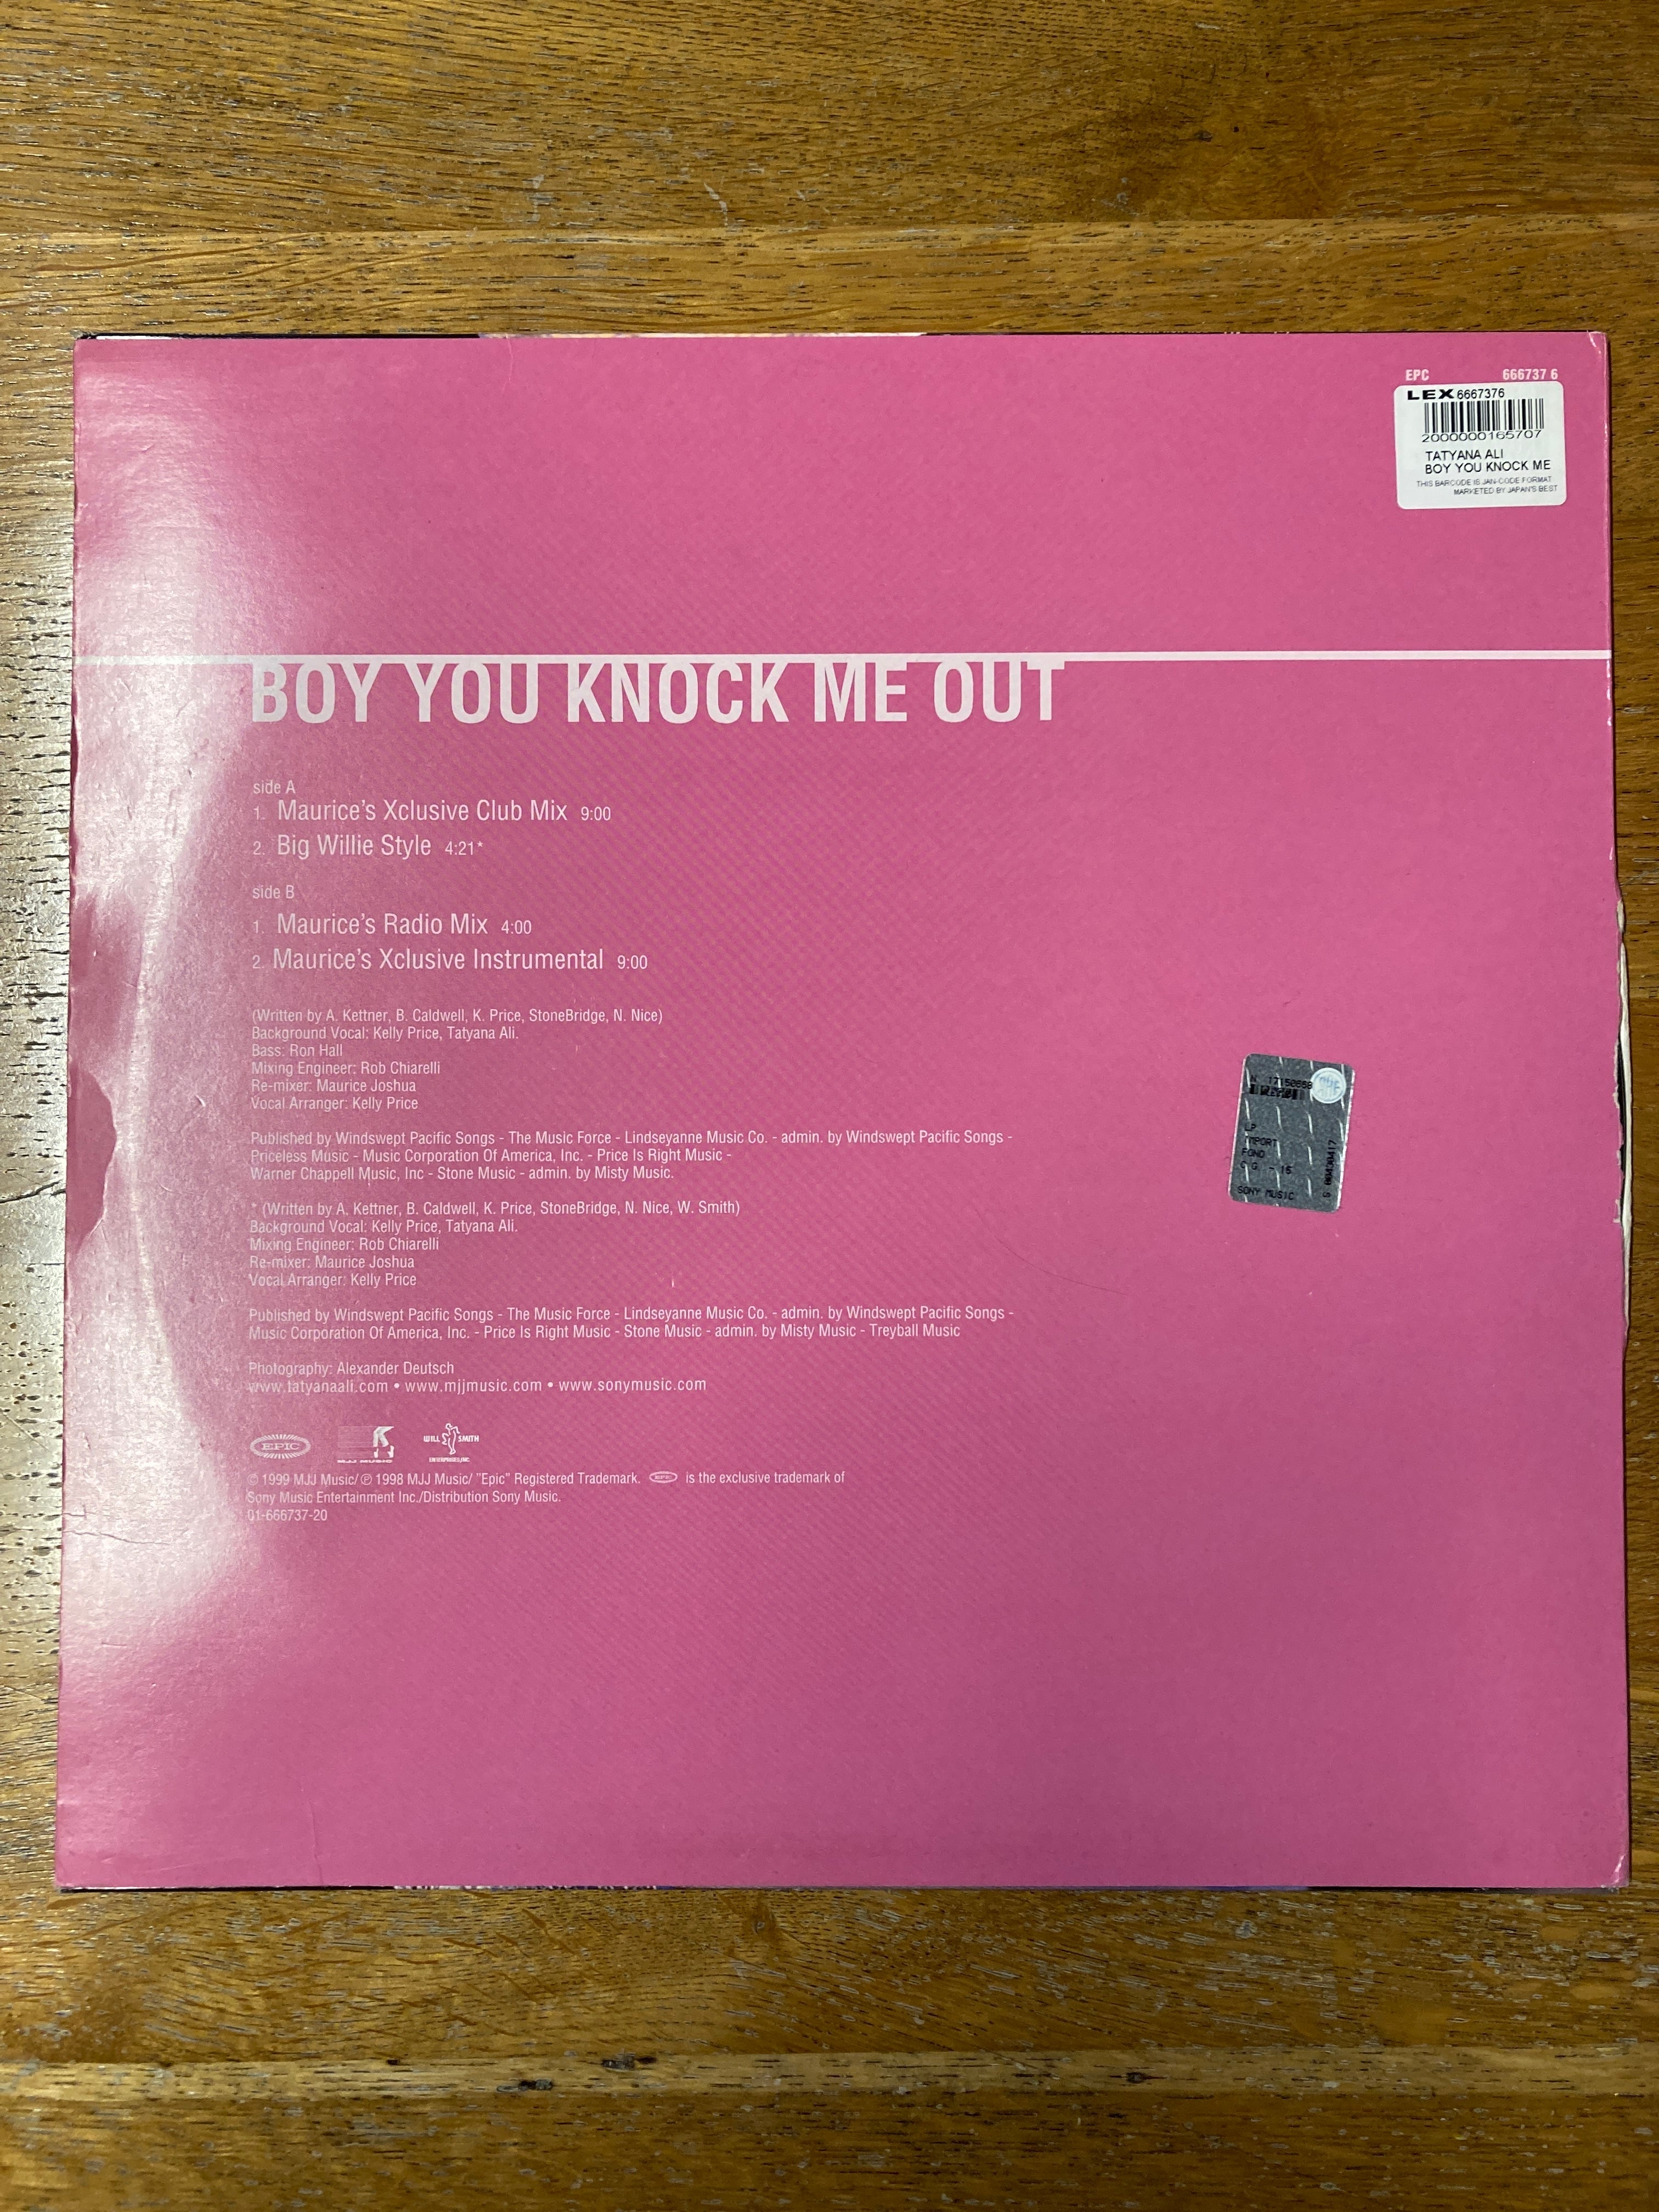 EPC 666737 6
LEX 6667376
2000000165707
TATYANA ALI
BOY YOU KNOCK ME
THIS BARCODE IS JAN-CODE FORMAT
MARKETED BY JAPAN'S BEST
BOY YOU KNOCK ME OUT
side A
1. Maurice's Xclusive Club Mix 9:00
2. Big Willie Style 4:21*
side B
1. Maurice's Radio Mix 4:00
2. Maurice's Xclusive Instrumental 9:00
(Written by A. Kettner, B. Caldwell, K. Price, StoneBridge, N. Nice)
Background Vocal: Kelly Price, Tatyana Ali.
Bass: Ron Hall
Mixing Engineer: Rob Chiarelli
Re-mixer: Maurice Joshua
Vocal Arranger: Kelly Price
Published by Windswept Pacific Songs - The Music Force - Lindseyanne Music Co. - admin. by Windswept Pacific Songs -
Priceless Music - Music Corporation Of America, Inc. - Price Is Right Music -
Warner Chappell Music, Inc - Stone Music - admin. by Misty Music.
* (Written by A. Kettner, B. Caldwell, K. Price, StoneBridge, N. Nice, W. Smith)
Background Vocal: Kelly Price, Tatyana Ali.
Mixing Engineer: Rob Chiarelli
Re-mixer: Maurice Joshua
Vocal Arranger: Kelly Price
Published by Windswept Pacific Songs - The Music Force - Lindseyanne Music Co. - admin. by Windswept Pacific Songs -
Music Corporation Of America, Inc. - Price Is Right Music - Stone Music - admin. by Misty Music - Treyball Music
Photography: Alexander Deutsch
www.tatyanaali.com • www.mjjmusic.com • www.sonymusic.com
EPIC MJJ MUSIC WILL SMITH ENTERPRISES, INC.
© 1999 MJJ Music/ ℗ 1998 MJJ Music/ "Epic" Registered Trademark. EPIC is the exclusive trademark of
Sony Music Entertainment Inc./Distribution Sony Music.
01-666737-20
LP
IMPORT
FONO
SONY MUSIC